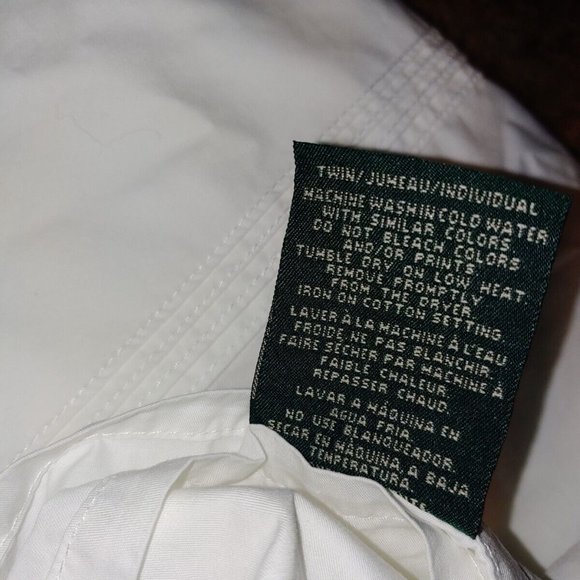 TWIN/JUMEAU/INDIVIDUAL
MACHINE WASH IN COLD WATER
WITH SIMILAR COLORS
DO NOT BLEACH COLORS
AND/OR PRINTS
TUMBLE DRY ON LOW HEAT.
REMOVE PROMPTLY
FROM THE DRYER.
IRON ON COTTON SETTING.
LAVER À LA MACHINE À L'EAU
FROIDE NE PAS BLANCHIR.
FAIRE SÉCHER PAR MACHINE À
FAIBLE CHALEUR.
REPASSER CHAUD.
LAVAR A MÁQUINA EN
AGUA FRIA.
NO USE BLANQUEADOR.
SECAR EN MÁQUINA A BAJA
TEMPERATURA